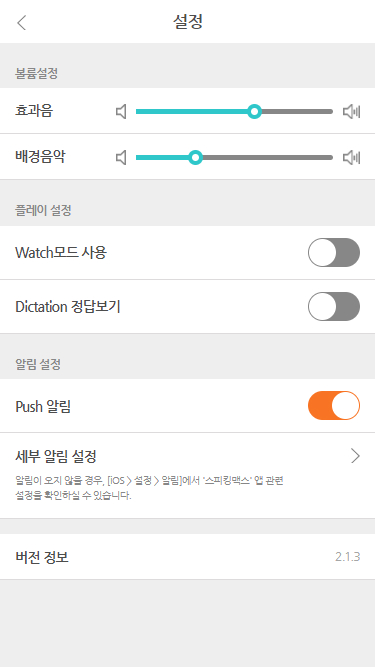 설정
볼륨설정
효과음
배경음악
플레이 설정
Watch모드 사용
Dictation 정답보기
알림 설정
Push 알림
세부 알림 설정
알림이 오지 않을 경우, [iOS > 설정 > 알림]에서 '스피킹맥스' 앱 관련
설정을 확인하실 수 있습니다.
버전 정보 2.1.3